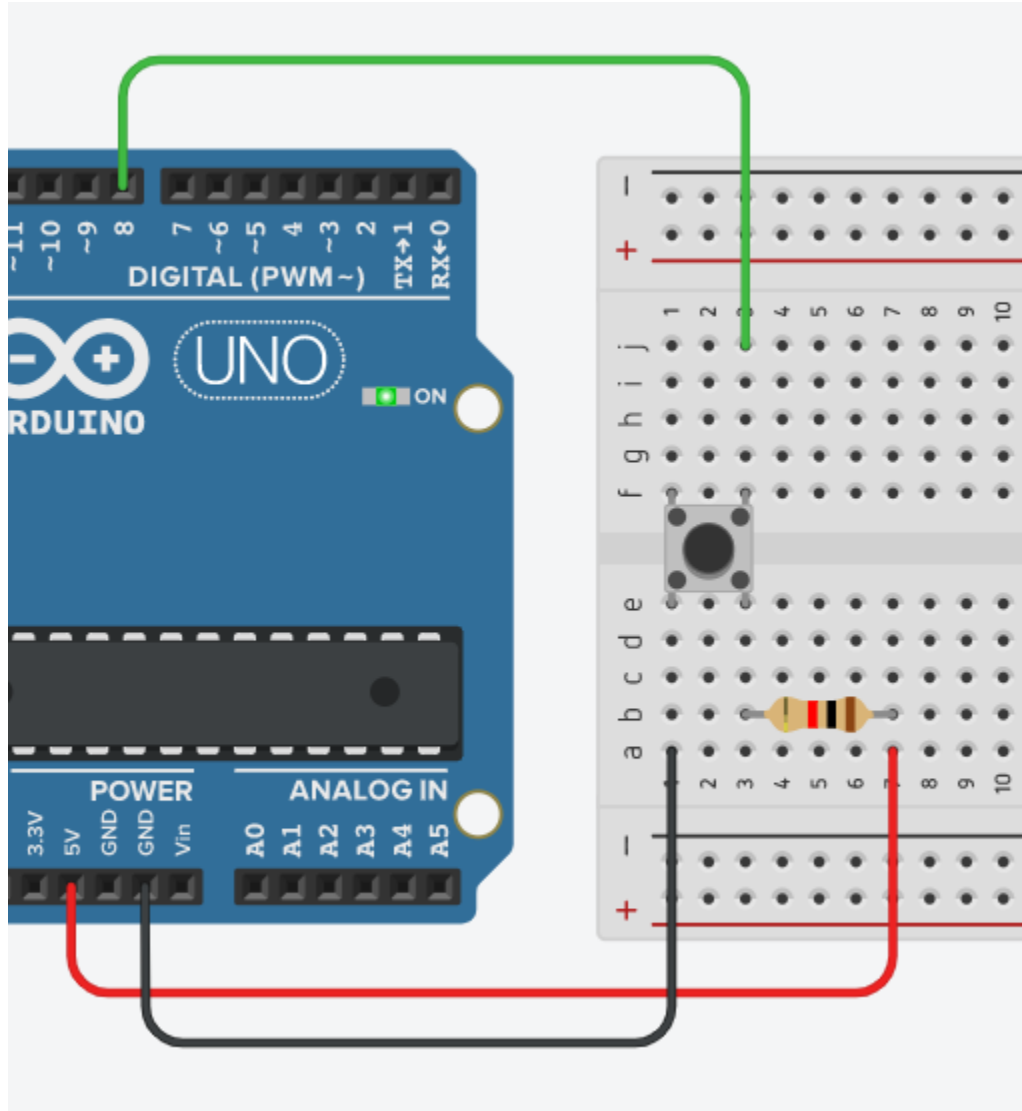 ~11
~10
~9
8
7
~6
~5
4
~3
2
TX→1
RX←0
DIGITAL (PWM~)
UNO
ON
RDUINO
POWER
ANALOG IN
3.3V
5V
GND
GND
Vin
A0
A1
A2
A3
A4
A5
−
+
1 2 3 4 5 6 7 8 9 10
j
i
h
g
f
e
d
c
b
a
1 2 3 4 5 6 7 8 9 10
−
+